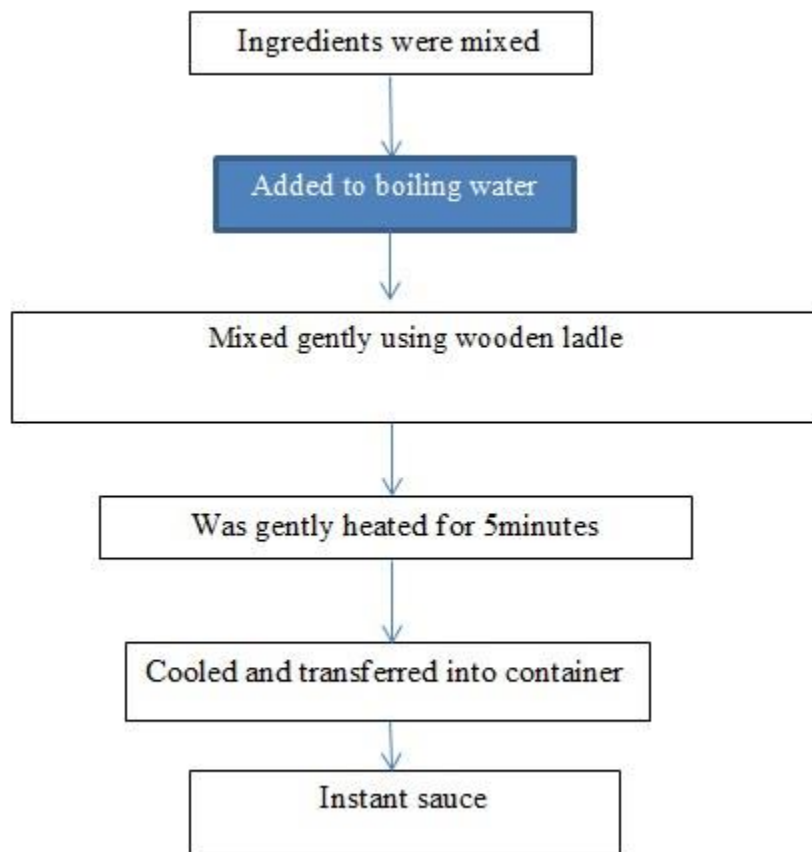 Ingredients were mixed
Added to boiling water
Mixed gently using wooden ladle
Was gently heated for 5minutes
Cooled and transferred into container
Instant sauce